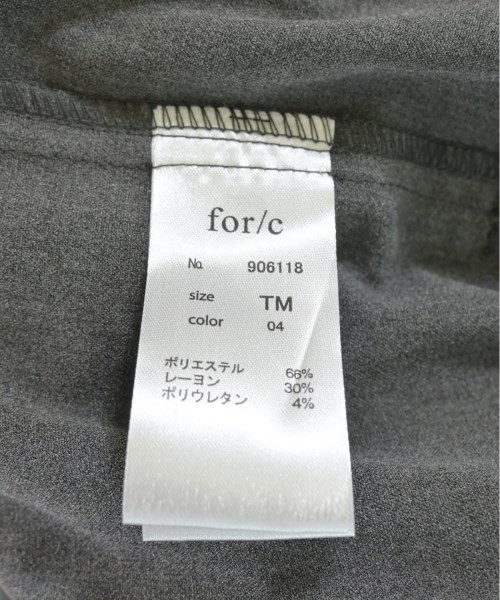 for/c
No. 906118
size TM
color 04
ポリエステル 66%
レーヨン 30%
ポリウレタン 4%